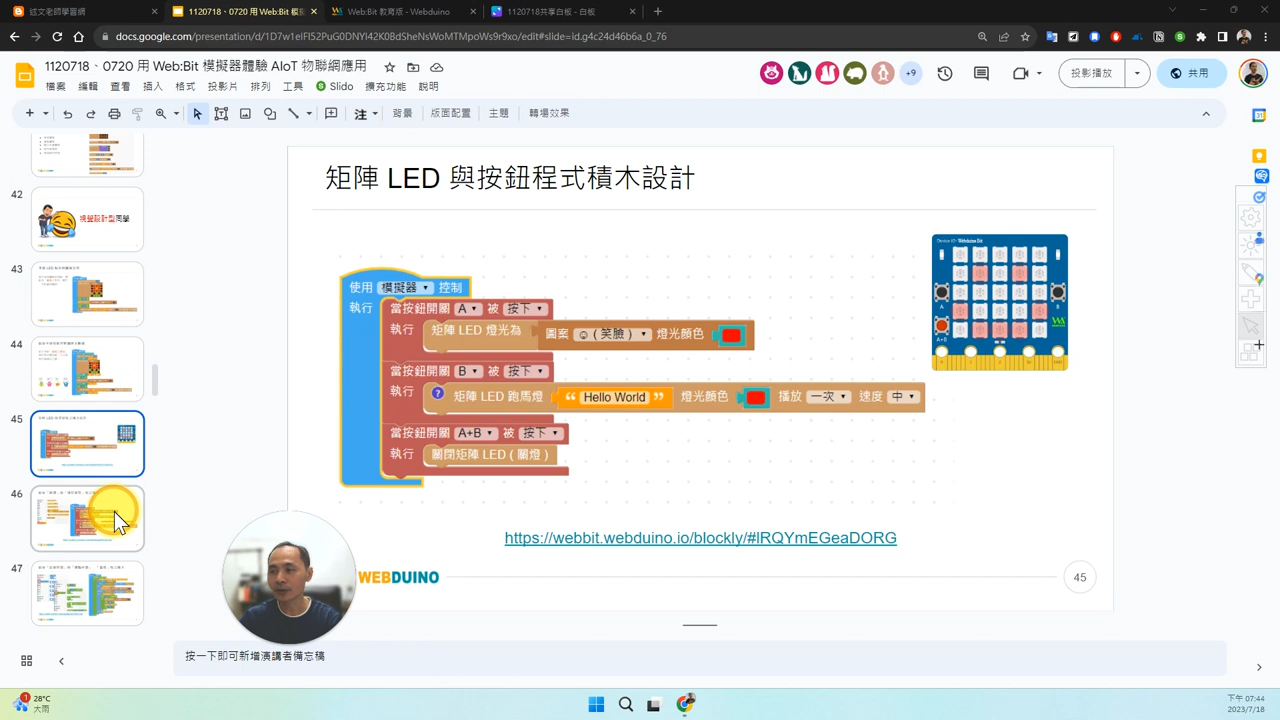 述文老師學習網
1120718、0720 用 Web:Bit 模擬
Web:Bit 教育版 - Webduino
1120718共享白板 - 白板
docs.google.com/presentation/d/1D7w1elFl52PuG0DNYl42K0BdSheNsWoMTMpoWs9r9xo/edit#slide=id.g4c24d46b6a_0_76
1120718、0720 用 Web:Bit 模擬器體驗 AIoT 物聯網應用
+9
投影播放
共用
檔案 編輯 查看 插入 格式 投影片 排列 工具 Slido 擴充功能 說明
注
背景
版面配置
主題
轉場效果
42
視聲設計型同學
43
44
45
46
47
矩陣 LED 與按鈕程式積木設計
使用 模擬器 控制
執行
當按鈕開關 A 被 按下
執行 矩陣 LED 燈光為 圖案 ☺ ( 笑臉 ) 燈光顏色
當按鈕開關 B 被 按下
執行 ? 矩陣 LED 跑馬燈 “ Hello World ” 燈光顏色 播放 一次 速度 中
當按鈕開關 A+B 被 按下
執行 關閉矩陣 LED ( 關燈 )
A+B
https://webbit.webduino.io/blockly/#lRQYmEGeaDORG
WEBDUINO
45
按一下即可新增演講者備忘稿
1
28°C
大雨
下午 07:44
2023/7/18